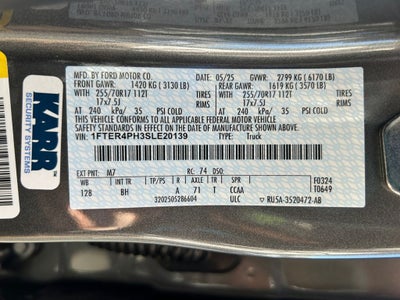 KARR
SECURITY SYSTEMS
MFD. BY FORD MOTOR CO.
05/25
GVWR: 2799 KG ( 6170 LB)
FRONT GAWR: 1420 KG ( 3130 LB)
REAR GAWR: 1619 KG ( 3570 LB)
255/70R17 112T
255/70R17 112T
17x7.5J
17x7.5J
AT 240 kPa/ 35 PSI COLD
AT 240 kPa/ 35 PSI COLD
THIS VEHICLE CONFORMS TO ALL APPLICABLE FEDERAL MOTOR
VEHICLE SAFETY AND THEFT PREVENTION STANDARDS IN EFFECT
ON THE DATE OF MANUFACTURE SHOWN ABOVE.
VIN: 1FTER4PH3SLE20139
TYPE: Truck
EXT PNT: M7
RC: 74 DSO:
WB INT TR TP/PS R AXLE TR SPR
128 BH A 71 T CCAA
F0324
T0649
3202505286604
ULC
RU5A-3520472-AB